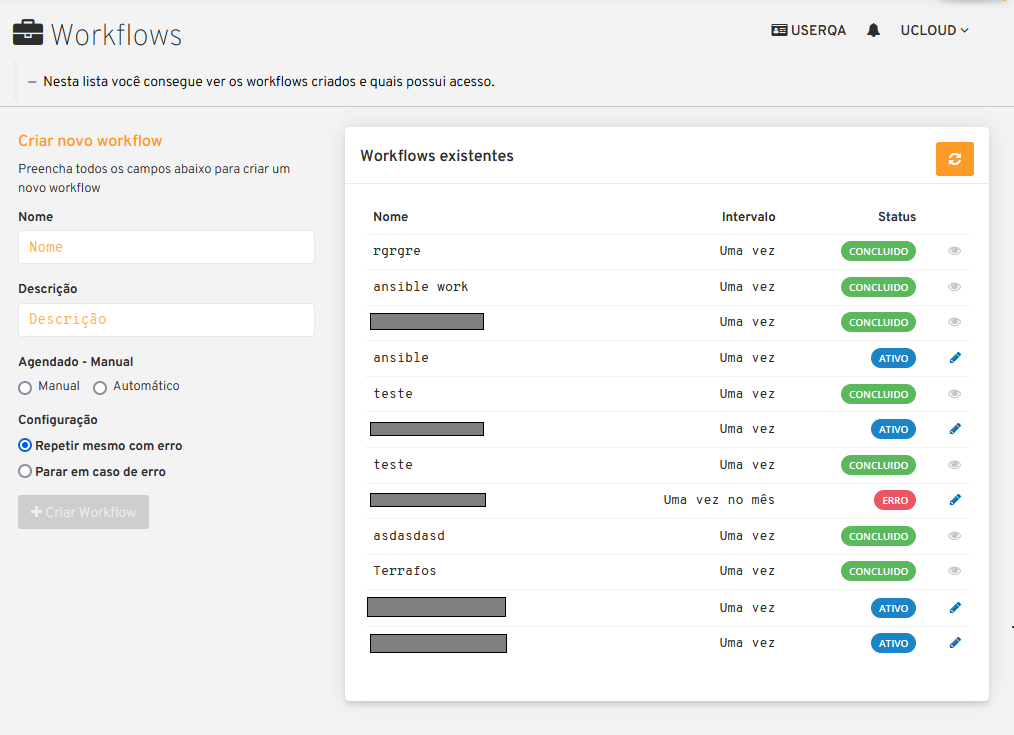 Workflows
USERQA
UCLOUD
– Nesta lista você consegue ver os workflows criados e quais possui acesso.
Criar novo workflow
Preencha todos os campos abaixo para criar um
novo workflow
Nome
Nome
Descrição
Descrição
Agendado - Manual
Manual Automático
Configuração
Repetir mesmo com erro
Parar em caso de erro
+ Criar Workflow
Workflows existentes
Nome Intervalo Status
rgrgre Uma vez CONCLUIDO
ansible work Uma vez CONCLUIDO
Uma vez CONCLUIDO
ansible Uma vez ATIVO
teste Uma vez CONCLUIDO
Uma vez ATIVO
teste Uma vez CONCLUIDO
Uma vez no mês ERRO
asdasdasd Uma vez CONCLUIDO
Terrafos Uma vez CONCLUIDO
Uma vez ATIVO
Uma vez ATIVO